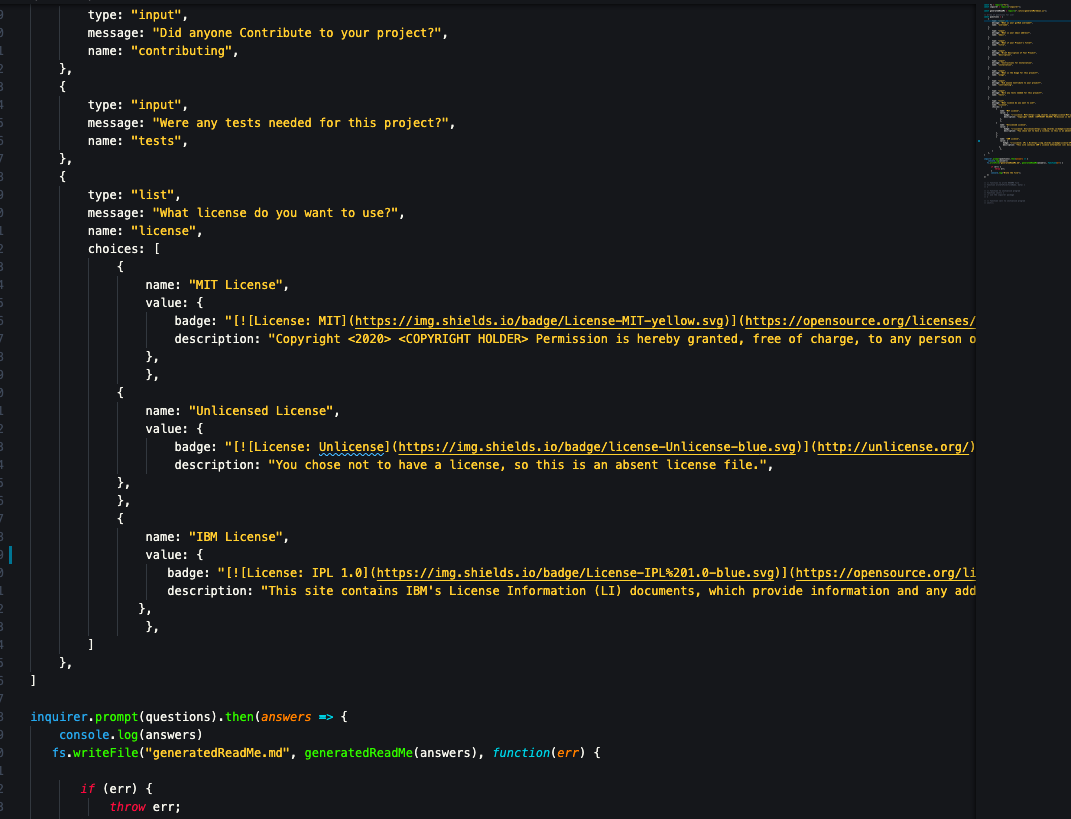 type: "input",
message: "Did anyone Contribute to your project?",
name: "contributing",
},
{
type: "input",
message: "Were any tests needed for this project?",
name: "tests",
},
{
type: "list",
message: "What license do you want to use?",
name: "license",
choices: [
{
name: "MIT License",
value: {
badge: "[![License: MIT](https://img.shields.io/badge/License-MIT-yellow.svg)](https://opensource.org/licenses/
description: "Copyright <2020> <COPYRIGHT HOLDER> Permission is hereby granted, free of charge, to any person o
},
},
{
name: "Unlicensed License",
value: {
badge: "[![License: Unlicense](https://img.shields.io/badge/license-Unlicense-blue.svg)](http://unlicense.org/)
description: "You chose not to have a license, so this is an absent license file.",
},
},
{
name: "IBM License",
value: {
badge: "[![License: IPL 1.0](https://img.shields.io/badge/License-IPL%201.0-blue.svg)](https://opensource.org/li
description: "This site contains IBM's License Information (LI) documents, which provide information and any add
},
},
]
},
]
inquirer.prompt(questions).then(answers => {
console.log(answers)
fs.writeFile("generatedReadMe.md", generatedReadMe(answers), function(err) {
if (err) {
throw err;